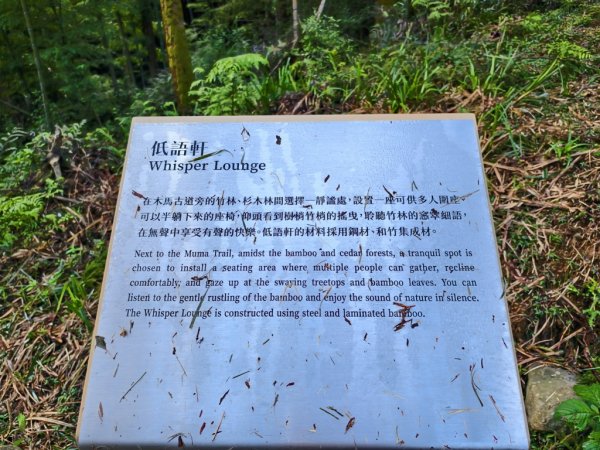 低語軒
Whisper Lounge
在木馬古道旁的竹林、杉木林間選擇一靜謐處，設置一座可供多人閒座、
可以半躺下來的座椅，仰頭看到樹梢竹梢的搖曳，聆聽竹林的窸窣細語，
在無聲中享受有聲的快樂。低語軒的材料採用鋼材、和竹集成材。
Next to the Muma Trail, amidst the bamboo and cedar forests, a tranquil spot is
chosen to install a seating area where multiple people can gather, recline
comfortably, and gaze up at the swaying treetops and bamboo leaves. You can
listen to the gentle rustling of the bamboo and enjoy the sound of nature in silence.
The Whisper Lounge is constructed using steel and laminated bamboo.